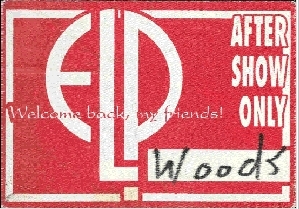 ELP
AFTER
SHOW
ONLY
Welcome back, my friends!
Woods